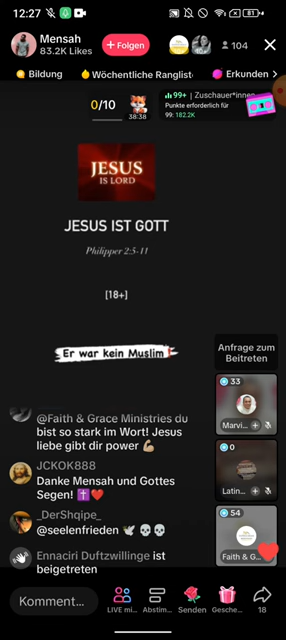 12:27
81
Mensah
83.2K Likes
+ Folgen
104
Bildung
Wöchentliche Rangliste
Erkunden
0/10
38:38
99+ | Zuschauer*innen
Punkte erforderlich für
99: 182.2K
JESUS
IS LORD
JESUS IST GOTT
Philipper 2:5-11
[18+]
Er war kein Muslim
Anfrage zum
Beitreten
33
Marvi...
0
Latin...
54
Faith & G...
@Faith & Grace Ministries du
bist so stark im Wort! Jesus
liebe gibt dir power 💪🏽
JCKOK888
Danke Mensah und Gottes
Segen! ✝️❤️
_DerShqipe_
@seelenfrieden 🕊️ 💀💀
Ennaciri Duftzwillinge ist
beigetreten
Komment...
LIVE mi...
Abstim...
Senden
Gesche...
18